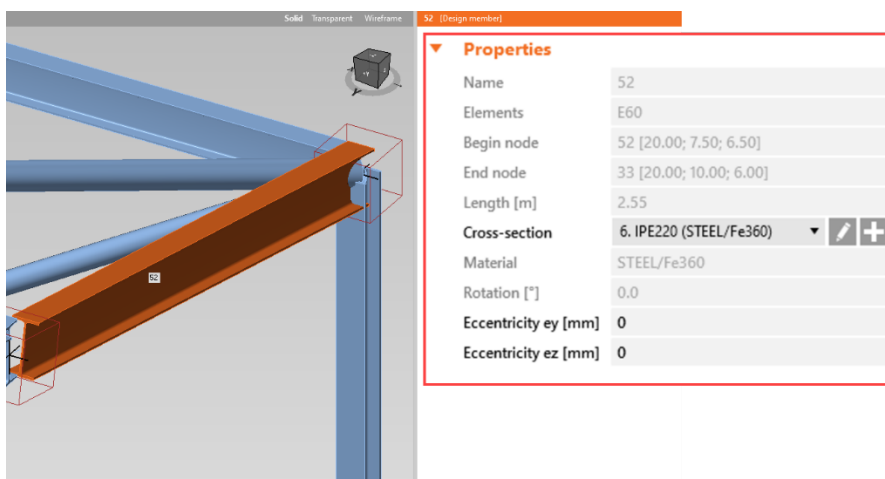 Solid Transparent Wireframe
52 [Design member]
Properties
Name 52
Elements E60
Begin node 52 [20.00; 7.50; 6.50]
End node 33 [20.00; 10.00; 6.00]
Length [m] 2.55
Cross-section 6. IPE220 (STEEL/Fe360)
Material STEEL/Fe360
Rotation [°] 0.0
Eccentricity ey [mm] 0
Eccentricity ez [mm] 0
52